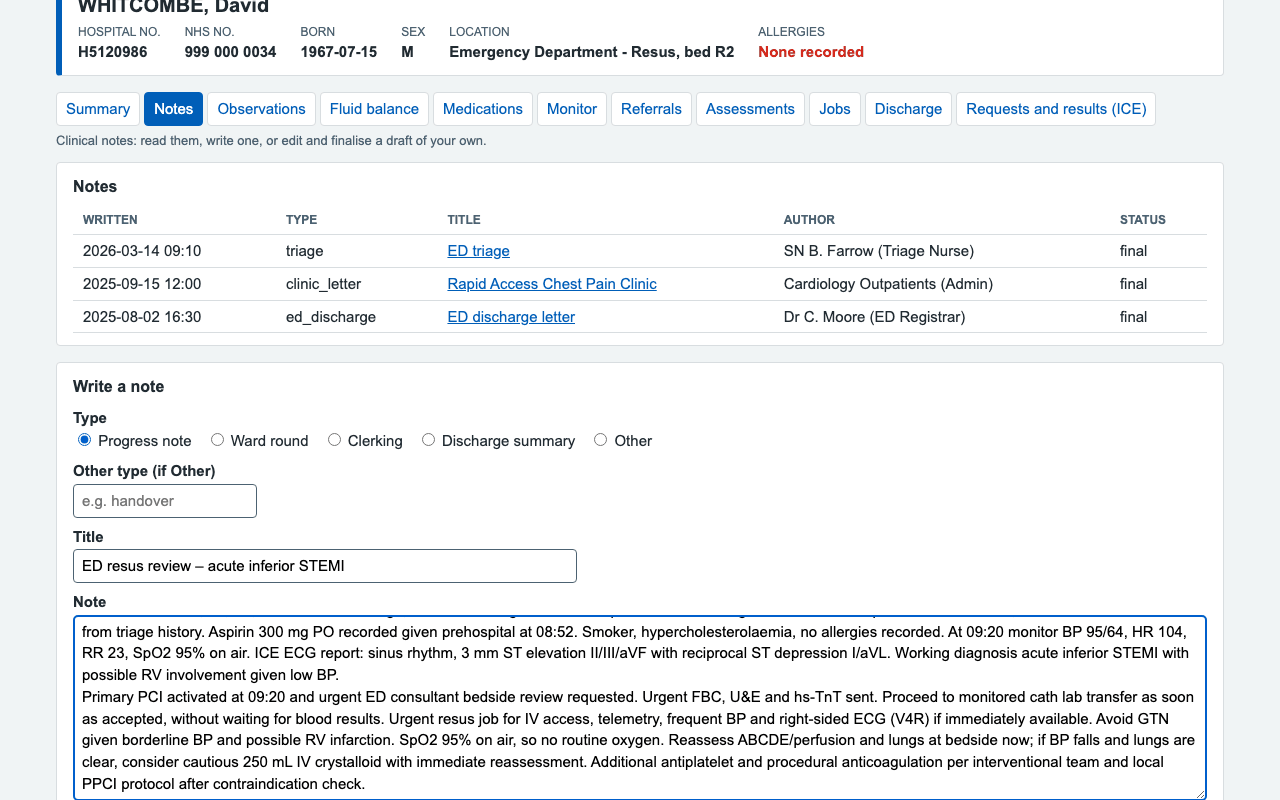 WHITCOMBE, David
HOSPITAL NO. NHS NO. BORN SEX LOCATION ALLERGIES
H5120986 999 000 0034 1967-07-15 M Emergency Department - Resus, bed R2 None recorded
Summary Notes Observations Fluid balance Medications Monitor Referrals Assessments Jobs Discharge Requests and results (ICE)
Clinical notes: read them, write one, or edit and finalise a draft of your own.
Notes
WRITTEN TYPE TITLE AUTHOR STATUS
2026-03-14 09:10 triage ED triage SN B. Farrow (Triage Nurse) final
2025-09-15 12:00 clinic_letter Rapid Access Chest Pain Clinic Cardiology Outpatients (Admin) final
2025-08-02 16:30 ed_discharge ED discharge letter Dr C. Moore (ED Registrar) final
Write a note
Type
Progress note Ward round Clerking Discharge summary Other
Other type (if Other)
e.g. handover
Title
ED resus review – acute inferior STEMI
Note
from triage history. Aspirin 300 mg PO recorded given prehospital at 08:52. Smoker, hypercholesterolaemia, no allergies recorded. At 09:20 monitor BP 95/64, HR 104,
RR 23, SpO2 95% on air. ICE ECG report: sinus rhythm, 3 mm ST elevation II/III/aVF with reciprocal ST depression I/aVL. Working diagnosis acute inferior STEMI with
possible RV involvement given low BP.
Primary PCI activated at 09:20 and urgent ED consultant bedside review requested. Urgent FBC, U&E and hs-TnT sent. Proceed to monitored cath lab transfer as soon
as accepted, without waiting for blood results. Urgent resus job for IV access, telemetry, frequent BP and right-sided ECG (V4R) if immediately available. Avoid GTN
given borderline BP and possible RV infarction. SpO2 95% on air, so no routine oxygen. Reassess ABCDE/perfusion and lungs at bedside now; if BP falls and lungs are
clear, consider cautious 250 mL IV crystalloid with immediate reassessment. Additional antiplatelet and procedural anticoagulation per interventional team and local
PPCI protocol after contraindication check.